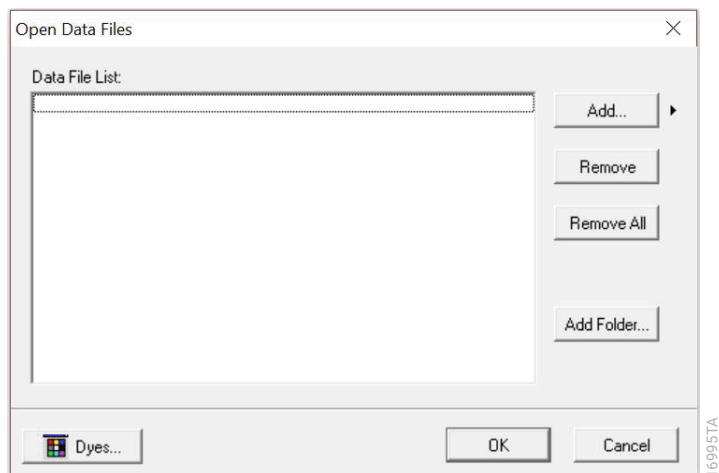 Open Data Files
Data File List:
Add...
Remove
Remove All
Add Folder...
Dyes...
OK
Cancel
6995TA